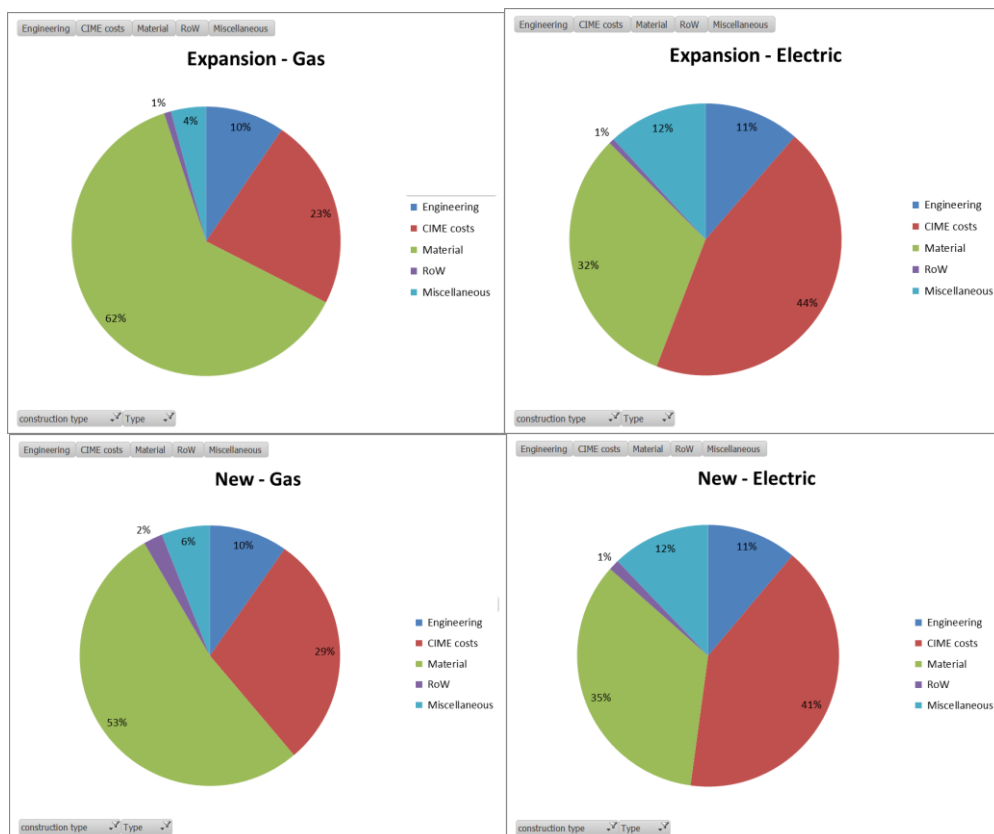 Engineering CIME costs Material RoW Miscellaneous
Expansion - Gas
1%
4%
10%
23%
62%
Engineering
CIME costs
Material
RoW
Miscellaneous
construction type Type
Engineering CIME costs Material RoW Miscellaneous
Expansion - Electric
1%
12%
11%
32%
44%
Engineering
CIME costs
Material
RoW
Miscellaneous
construction type Type
Engineering CIME costs Material RoW Miscellaneous
New - Gas
2%
6%
10%
29%
53%
Engineering
CIME costs
Material
RoW
Miscellaneous
construction type Type
Engineering CIME costs Material RoW Miscellaneous
New - Electric
1%
12%
11%
35%
41%
Engineering
CIME costs
Material
RoW
Miscellaneous
construction type Type